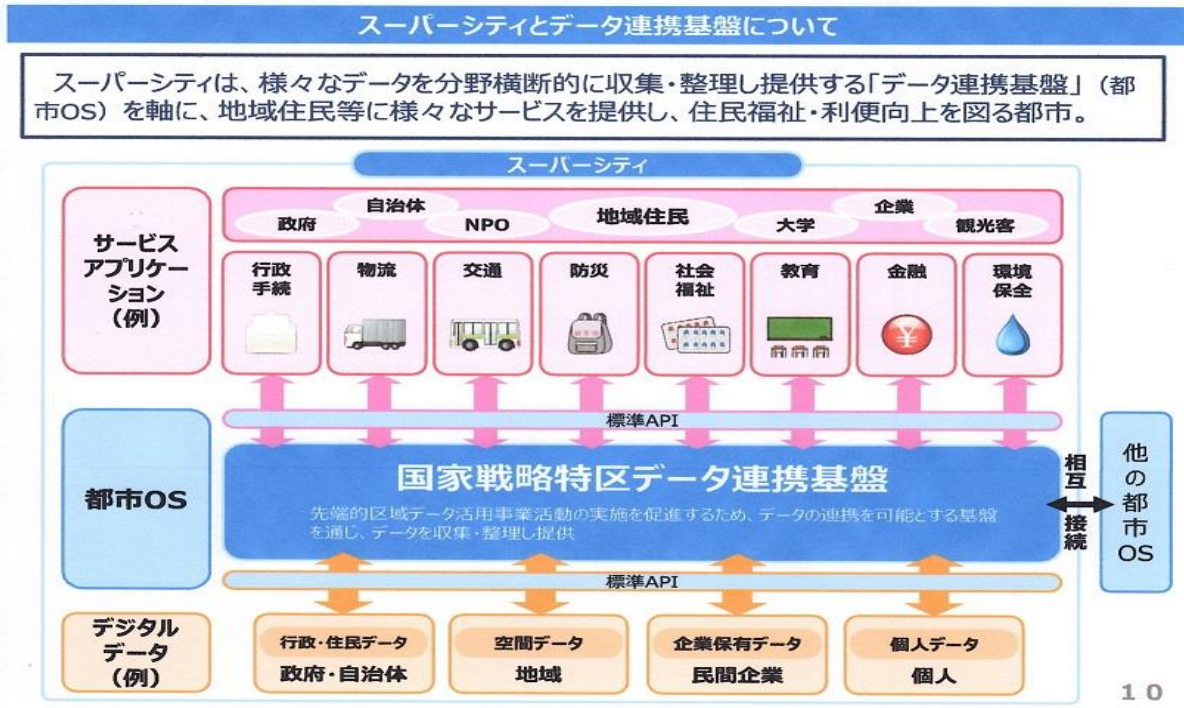 スーパーシティとデータ連携基盤について
スーパーシティは、様々なデータを分野横断的に収集・整理し提供する「データ連携基盤」（都
市OS）を軸に、地域住民等に様々なサービスを提供し、住民福祉・利便向上を図る都市。
スーパーシティ
サービス
アプリケー
ション
（例）
政府
自治体
NPO
地域住民
大学
企業
観光客
行政
手続
物流
交通
防災
社会
福祉
教育
金融
環境
保全
標準API
都市OS
国家戦略特区データ連携基盤
先端的区域データ活用事業活動の実施を促進するため、データの連携を可能とする基盤
を通じ、データを収集・整理し提供
相互
接続
他の都市OS
標準API
デジタル
データ
（例）
行政・住民データ
政府・自治体
空間データ
地域
企業保有データ
民間企業
個人データ
個人
10